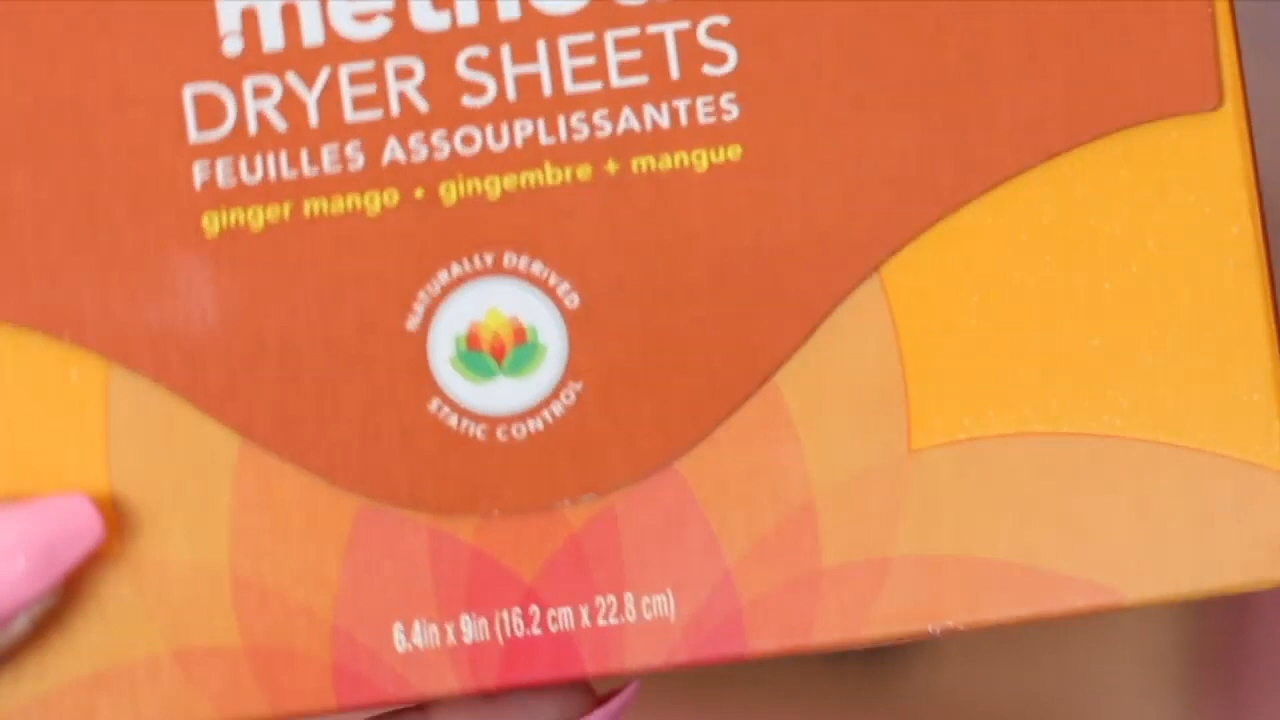 method
DRYER SHEETS
FEUILLES ASSOUPLISSANTES
ginger mango • gingembre + mangue
NATURALLY DERIVED
STATIC CONTROL
6.4in x 9in (16.2 cm x 22.8 cm)